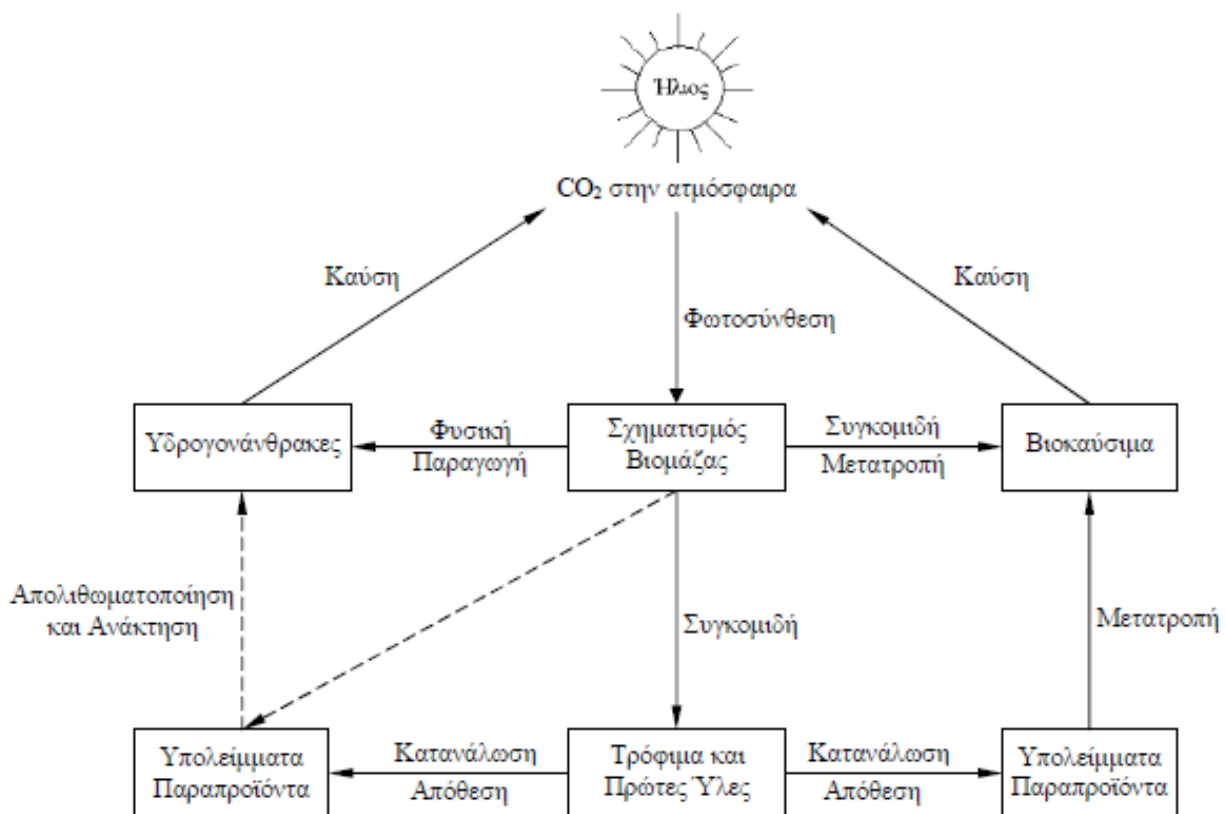 Ήλιος
CO₂ στην ατμόσφαιρα
Καύση
Καύση
Φωτοσύνθεση
Υδρογονάνθρακες
Φυσική
Παραγωγή
Σχηματισμός
Βιομάζας
Συγκομιδή
Μετατροπή
Βιοκαύσιμα
Απολιθωματοποίηση
και Ανάκτηση
Συγκομιδή
Μετατροπή
Υπολείμματα
Παραπροϊόντα
Κατανάλωση
Απόθεση
Τρόφιμα και
Πρώτες Ύλες
Κατανάλωση
Απόθεση
Υπολείμματα
Παραπροϊόντα